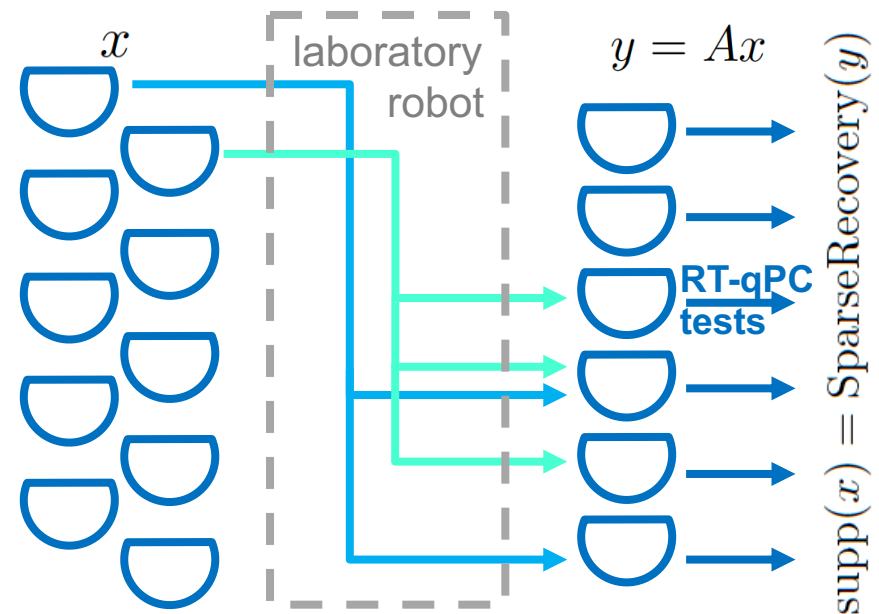 x
laboratory
robot
y = Ax
RT-qPC
tests
supp(x) = SparseRecovery(y)